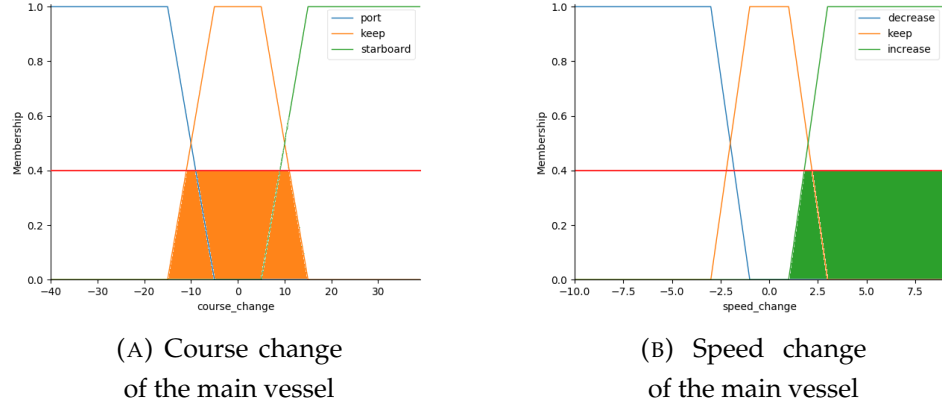 1.0
0.8
0.6
0.4
0.2
0.0
Membership
−40 −30 −20 −10 0 10 20 30
course_change
port
keep
starboard
1.0
0.8
0.6
0.4
0.2
0.0
Membership
−10.0 −7.5 −5.0 −2.5 0.0 2.5 5.0 7.5
speed_change
decrease
keep
increase
(A) Course change
of the main vessel
(B) Speed change
of the main vessel